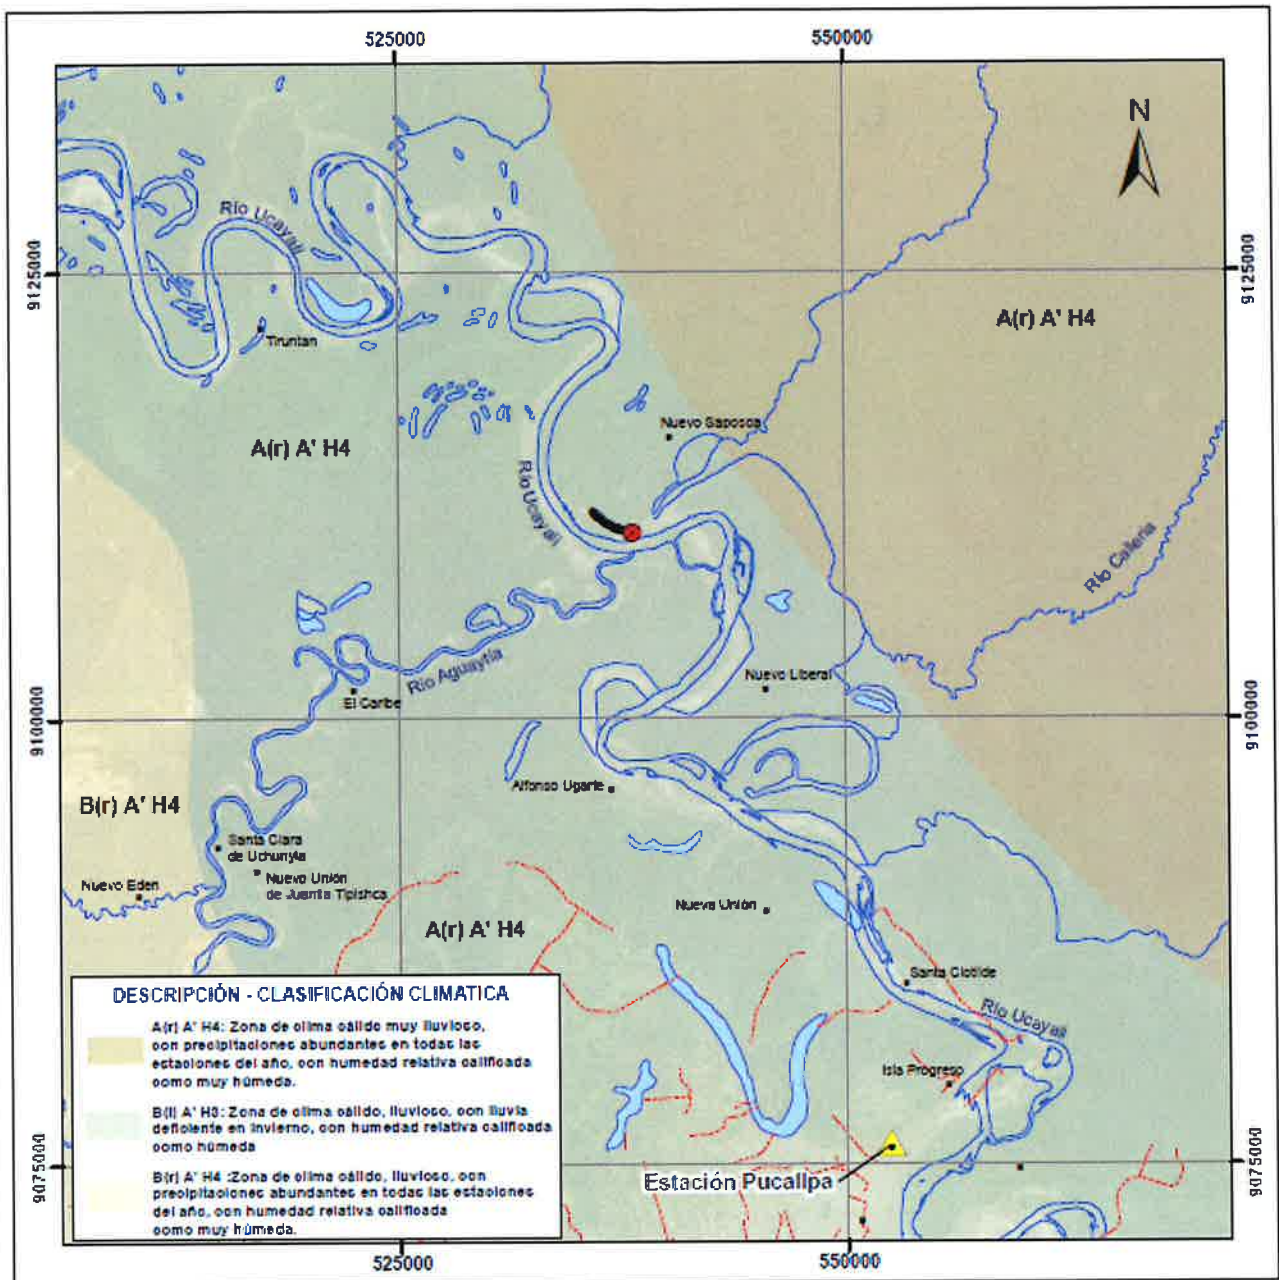 525000
550000
N
Río Ucayali
9125000
9125000
A(r) A' H4
Tiruntan
Nuevo Saposoa
A(r) A' H4
Río Ucayali
Río Calleria
Río Aguaytía
Nuevo Liberal
El Caribe
9100000
9100000
Alfonso Ugarte
B(r) A' H4
Santa Clara
de Uchunyia
Nuevo Eden
Nuevo Unión
de Juanita Tipishca
Nueva Unión
A(r) A' H4
Santa Clotilde
Río Ucayali
Isla Progreso
9075000
9075000
Estación Pucallpa
DESCRIPCIÓN - CLASIFICACIÓN CLIMATICA
A(r) A' H4: Zona de clima cálido muy lluvioso,
con precipitaciones abundantes en todas las
estaciones del año, con humedad relativa calificada
como muy húmeda.
B(i) A' H3: Zona de clima cálido, lluvioso, con lluvia
deficiente en invierno, con humedad relativa calificada
como húmeda
B(r) A' H4 :Zona de clima cálido, lluvioso, con
precipitaciones abundantes en todas las estaciones
del año, con humedad relativa calificada
como muy húmeda.
525000
550000